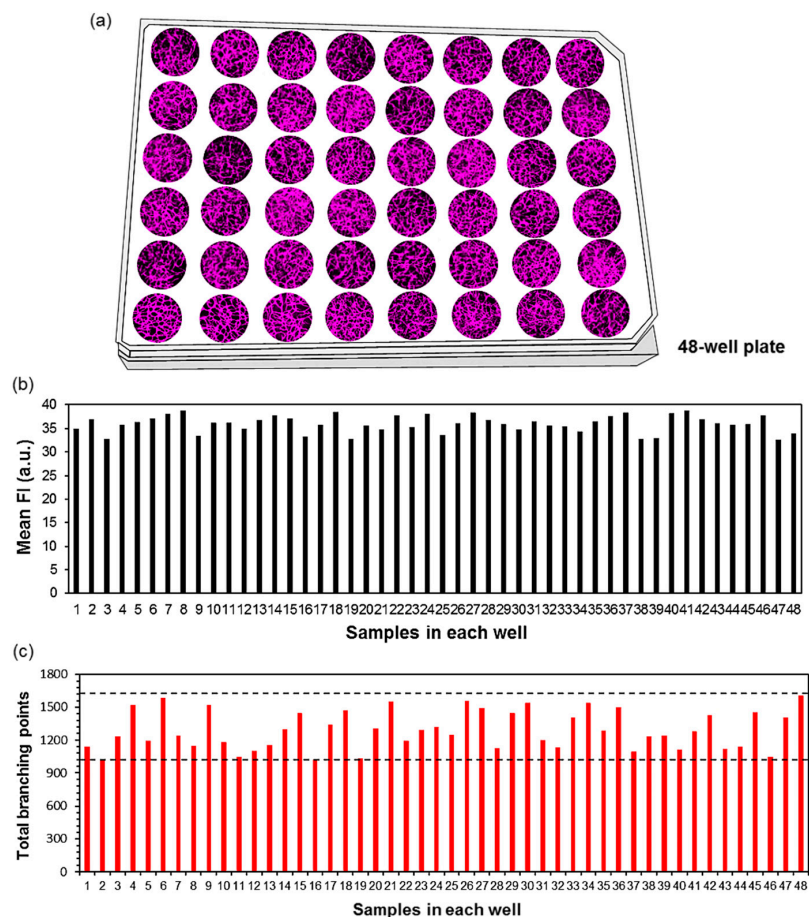 (a)
48-well plate
(b)
Mean FI (a.u.)
40
35
30
25
20
15
10
5
0
1 2 3 4 5 6 7 8 9 10 11 12 13 14 15 16 17 18 19 20 21 22 23 24 25 26 27 28 29 30 31 32 33 34 35 36 37 38 39 40 41 42 43 44 45 46 47 48
Samples in each well
(c)
Total branching points
1800
1500
1200
900
600
300
0
1 2 3 4 5 6 7 8 9 10 11 12 13 14 15 16 17 18 19 20 21 22 23 24 25 26 27 28 29 30 31 32 33 34 35 36 37 38 39 40 41 42 43 44 45 46 47 48
Samples in each well